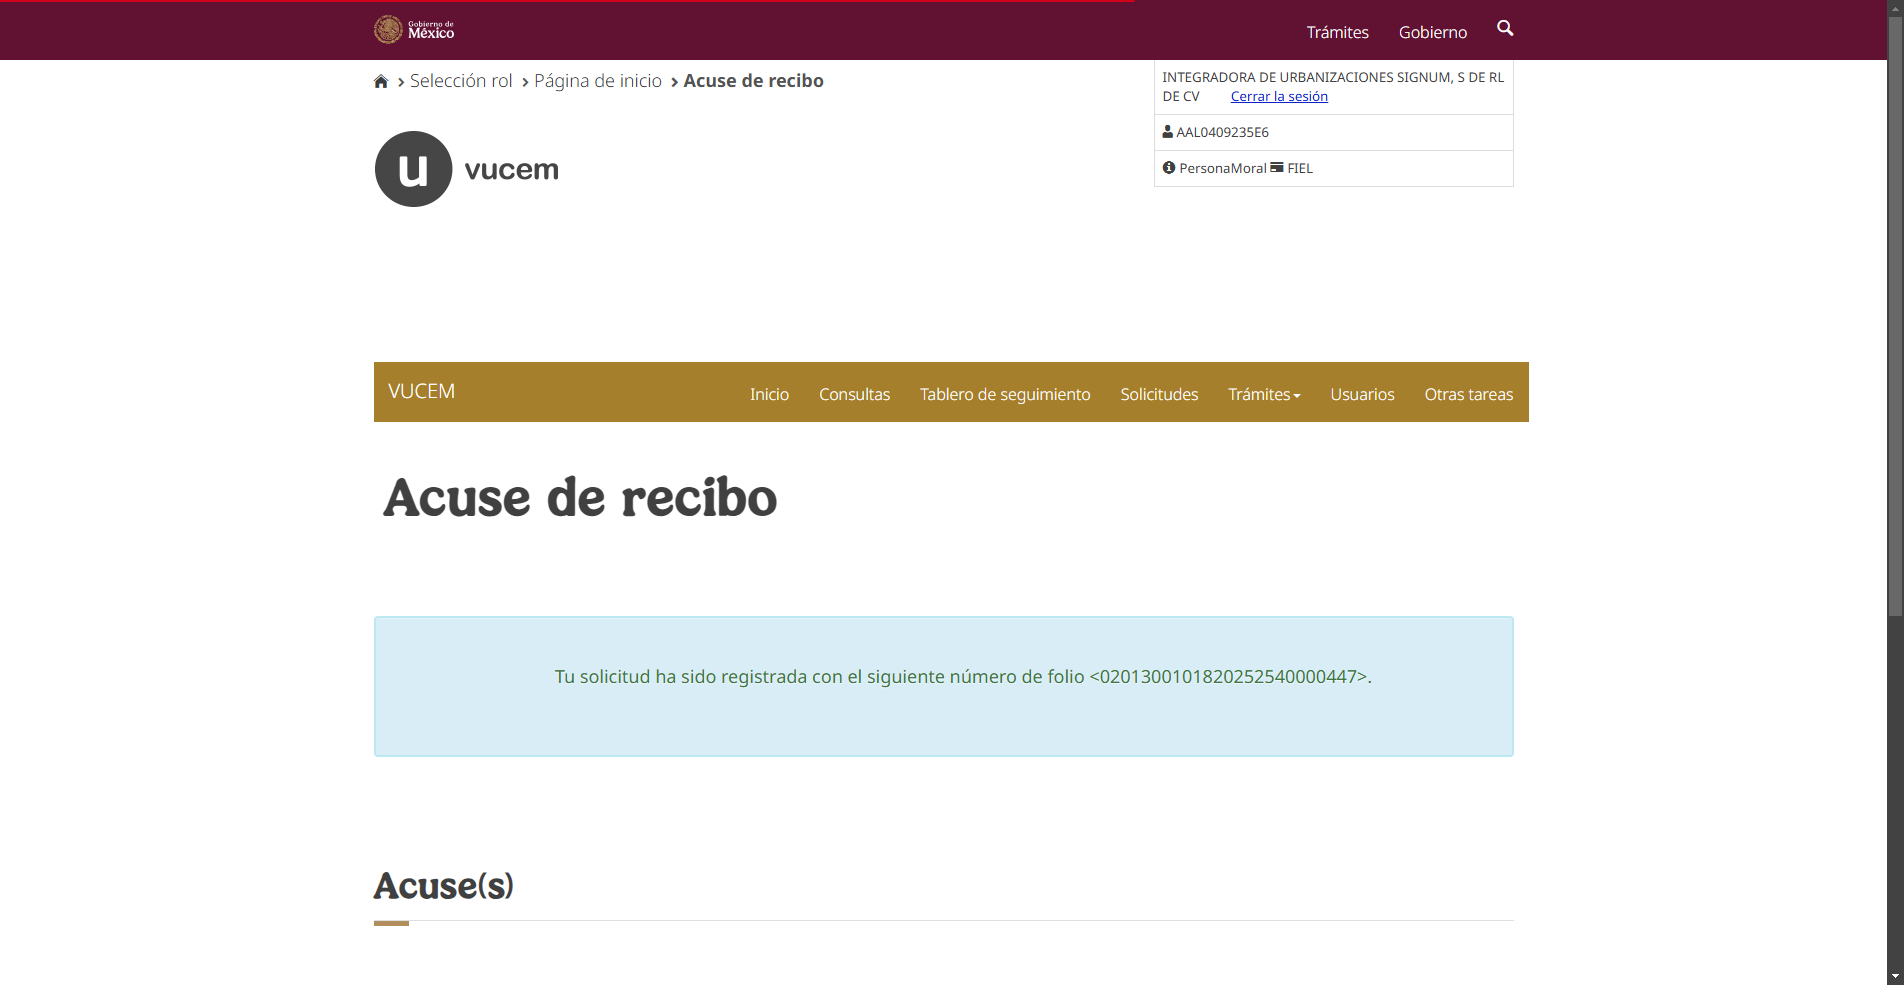 Gobierno de
México
Trámites Gobierno
Selección rol Página de inicio Acuse de recibo
INTEGRADORA DE URBANIZACIONES SIGNUM, S DE RL
DE CV Cerrar la sesión
AAL0409235E6
PersonaMoral FIEL
u vucem
VUCEM Inicio Consultas Tablero de seguimiento Solicitudes Trámites Usuarios Otras tareas
Acuse de recibo
Tu solicitud ha sido registrada con el siguiente número de folio <0201300101820252540000447>.
Acuse(s)